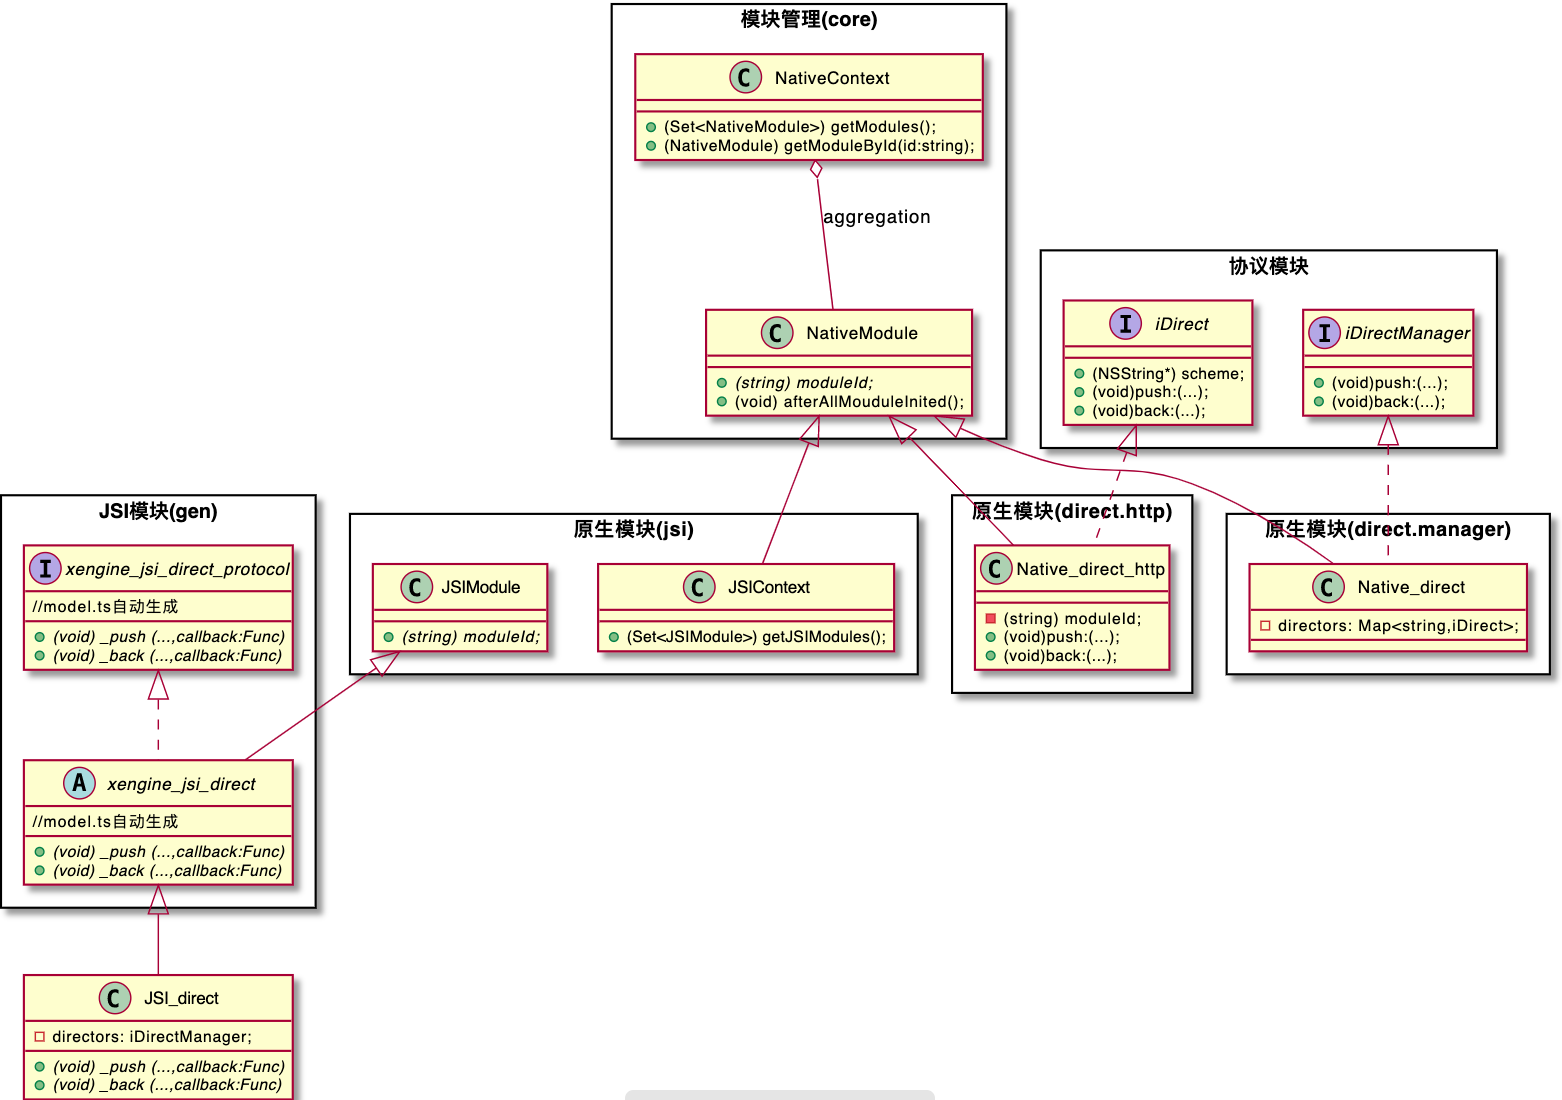 模块管理(core)
C NativeContext
(Set<NativeModule>) getModules();
(NativeModule) getModuleById(id:string);
aggregation
C NativeModule
(string) moduleId;
(void) afterAllMouduleInited();
协议模块
I iDirect
(NSString*) scheme;
(void)push:(...);
(void)back:(...);
I iDirectManager
(void)push:(...);
(void)back:(...);
JSI模块(gen)
I xengine_jsi_direct_protocol
//model.ts自动生成
(void) _push (...,callback:Func)
(void) _back (...,callback:Func)
A xengine_jsi_direct
//model.ts自动生成
(void) _push (...,callback:Func)
(void) _back (...,callback:Func)
原生模块(jsi)
C JSIModule
(string) moduleId;
C JSIContext
(Set<JSIModule>) getJSIModules();
原生模块(direct.http)
C Native_direct_http
(string) moduleId;
(void)push:(...);
(void)back:(...);
原生模块(direct.manager)
C Native_direct
directors: Map<string,iDirect>;
C JSI_direct
directors: iDirectManager;
(void) _push (...,callback:Func)
(void) _back (...,callback:Func)